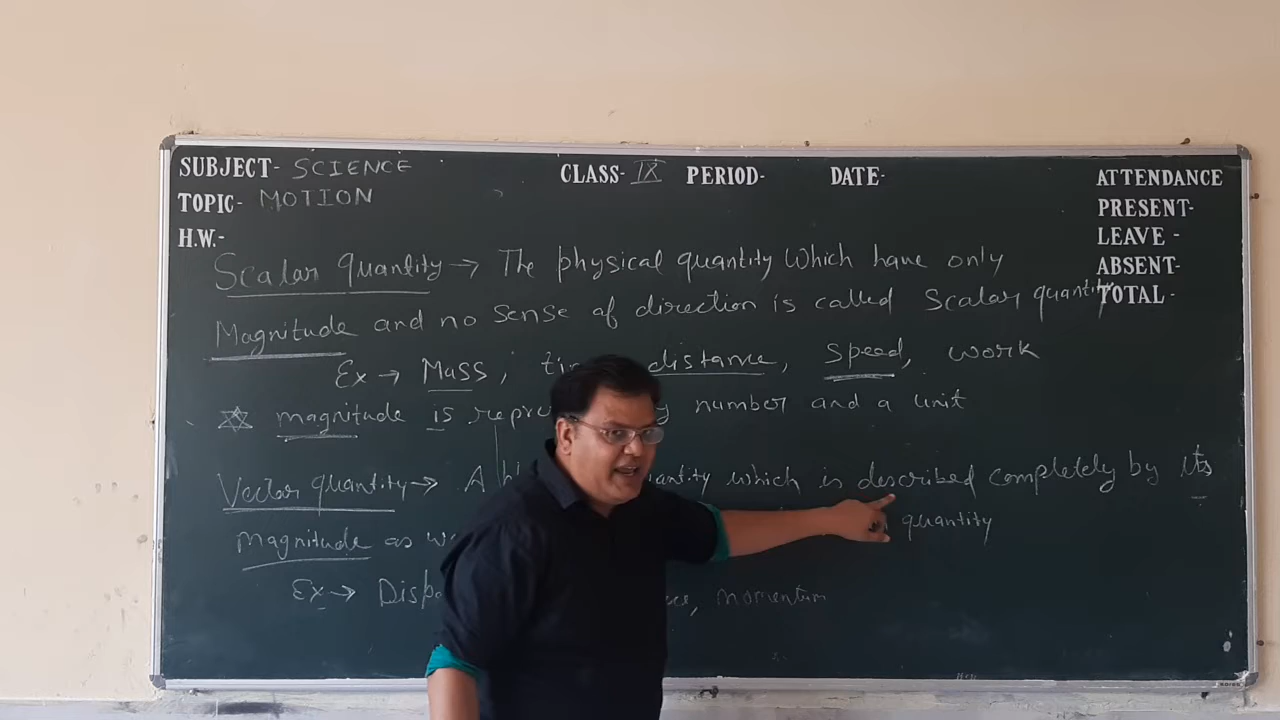 SUBJECT- SCIENCE CLASS- IX PERIOD- DATE- ATTENDANCE
TOPIC- MOTION PRESENT-
H.W.- LEAVE -
ABSENT-
TOTAL -
Scalar quantity → The physical quantity which have only
Magnitude and no sense of direction is called Scalar quantity
Ex → Mass, distance, Speed, work
magnitude is number and a unit
Vector quantity → A which is described completely by its
magnitude as quantity
Ex → momentum